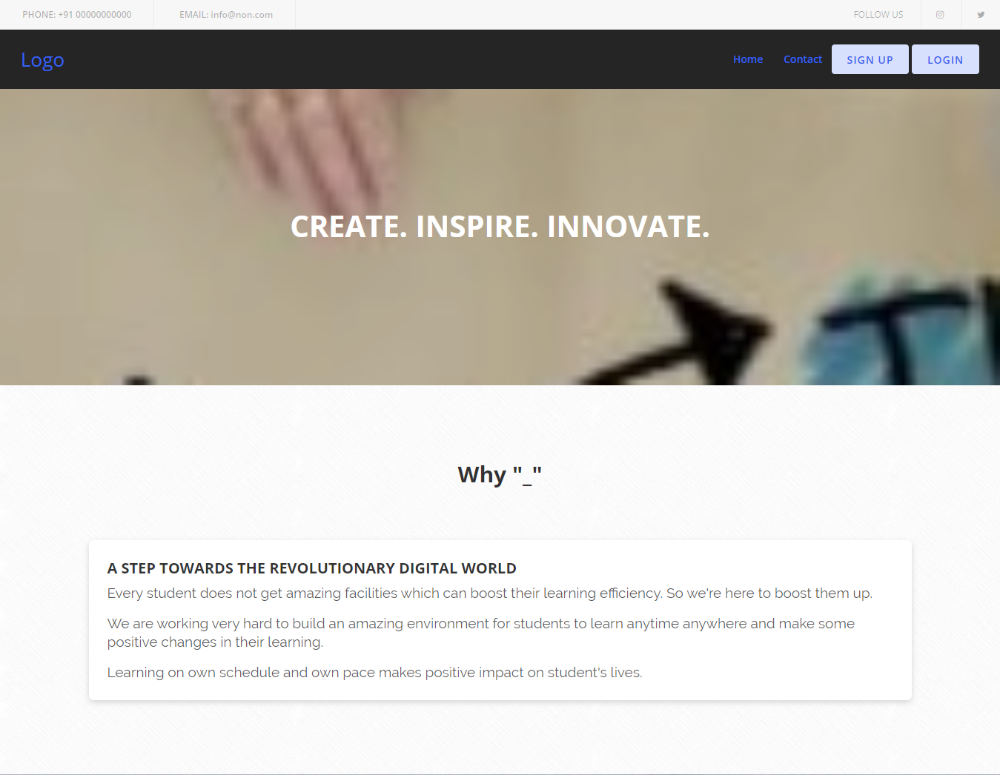 PHONE: +91 00000000000 EMAIL: info@non.com FOLLOW US
Logo Home Contact SIGN UP LOGIN
CREATE. INSPIRE. INNOVATE.
Why "_"
A STEP TOWARDS THE REVOLUTIONARY DIGITAL WORLD
Every student does not get amazing facilities which can boost their learning efficiency. So we're here to boost them up.
We are working very hard to build an amazing environment for students to learn anytime anywhere and make some
positive changes in their learning.
Learning on own schedule and own pace makes positive impact on student's lives.